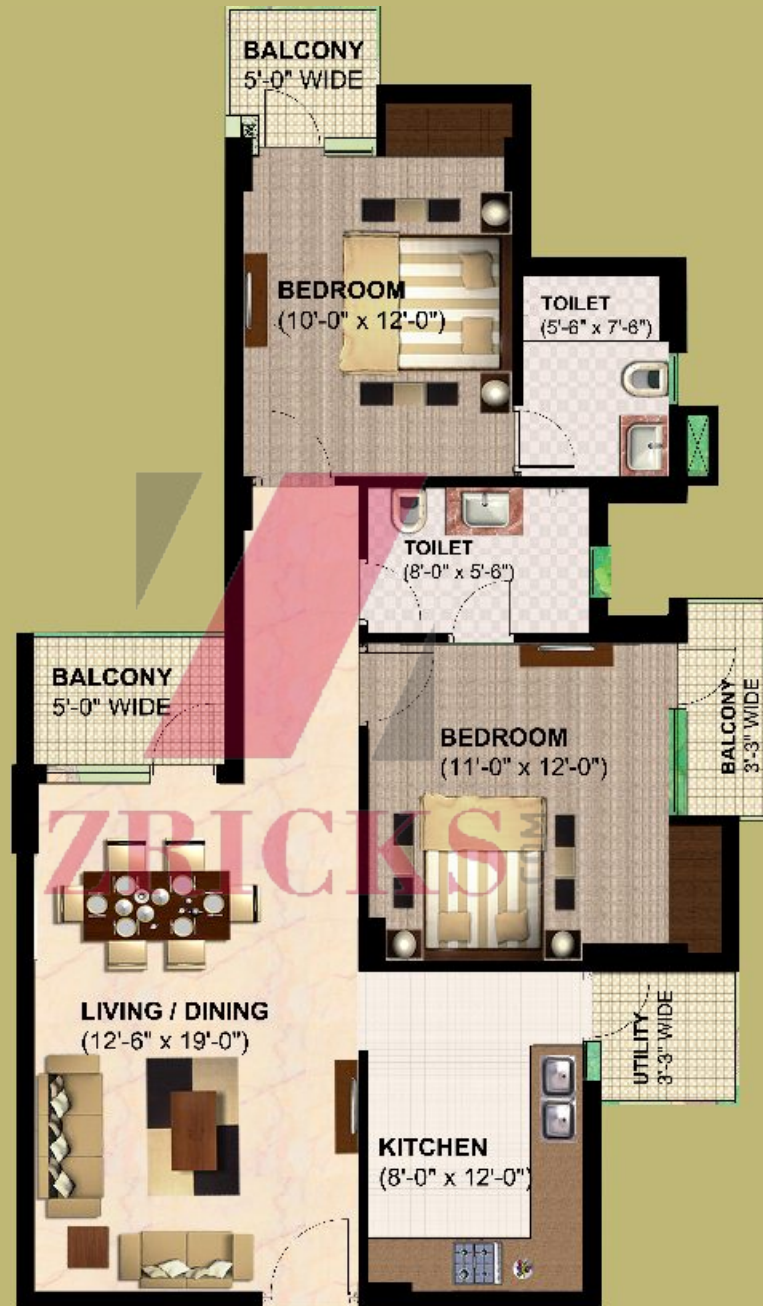 BALCONY
5'-0" WIDE
BEDROOM
(10'-0" x 12'-0")
TOILET
(5'-6" x 7'-6")
TOILET
(8'-0" x 5'-6")
BALCONY
5'-0" WIDE
BEDROOM
(11'-0" x 12'-0")
BALCONY
3'-3" WIDE
ZRICKS
.COM
LIVING / DINING
(12'-6" x 19'-0")
UTILITY
3'-3" WIDE
KITCHEN
(8'-0" x 12'-0")